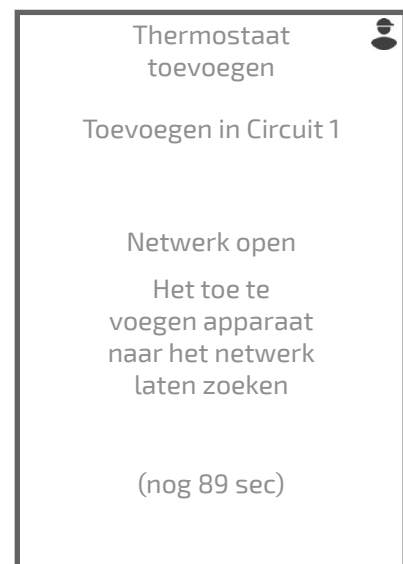 Thermostaat
toevoegen
Toevoegen in Circuit 1
Netwerk open
Het toe te
voegen apparaat
naar het netwerk
laten zoeken
(nog 89 sec)